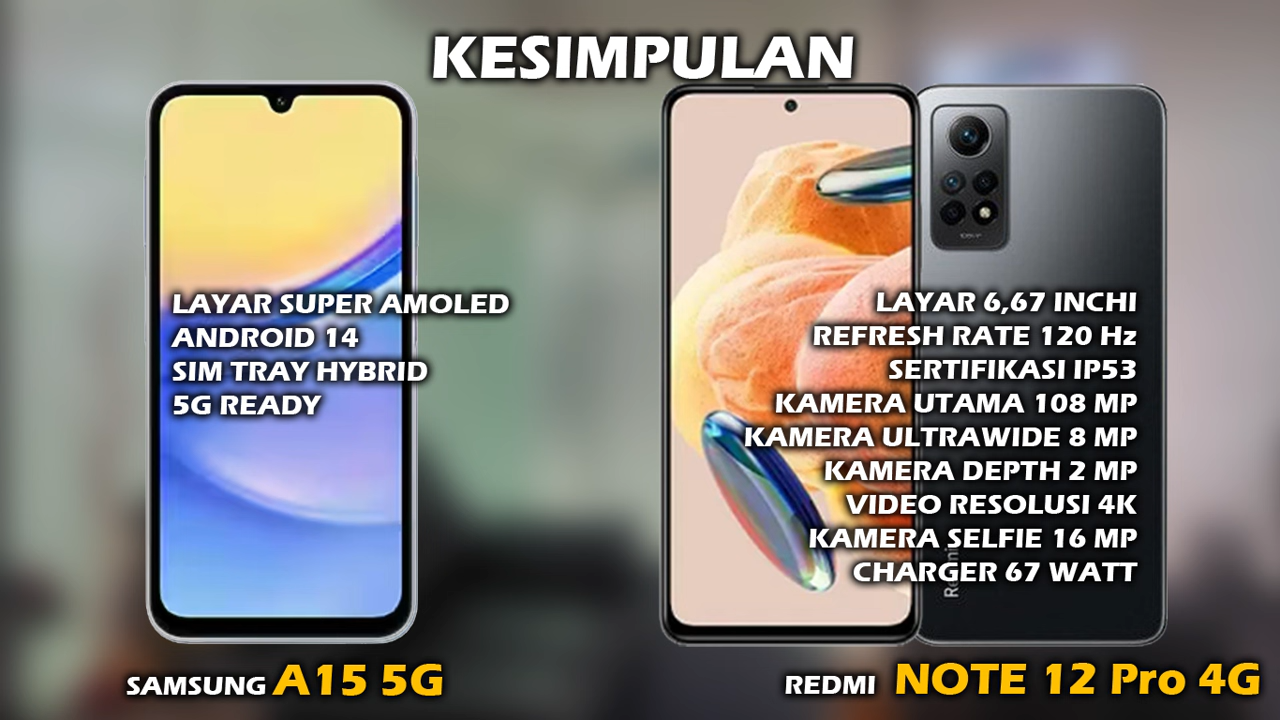 KESIMPULAN
LAYAR SUPER AMOLED
ANDROID 14
SIM TRAY HYBRID
5G READY
LAYAR 6,67 INCHI
REFRESH RATE 120 Hz
SERTIFIKASI IP53
KAMERA UTAMA 108 MP
KAMERA ULTRAWIDE 8 MP
KAMERA DEPTH 2 MP
VIDEO RESOLUSI 4K
KAMERA SELFIE 16 MP
CHARGER 67 WATT
Redmi
SAMSUNG A15 5G
REDMI NOTE 12 Pro 4G